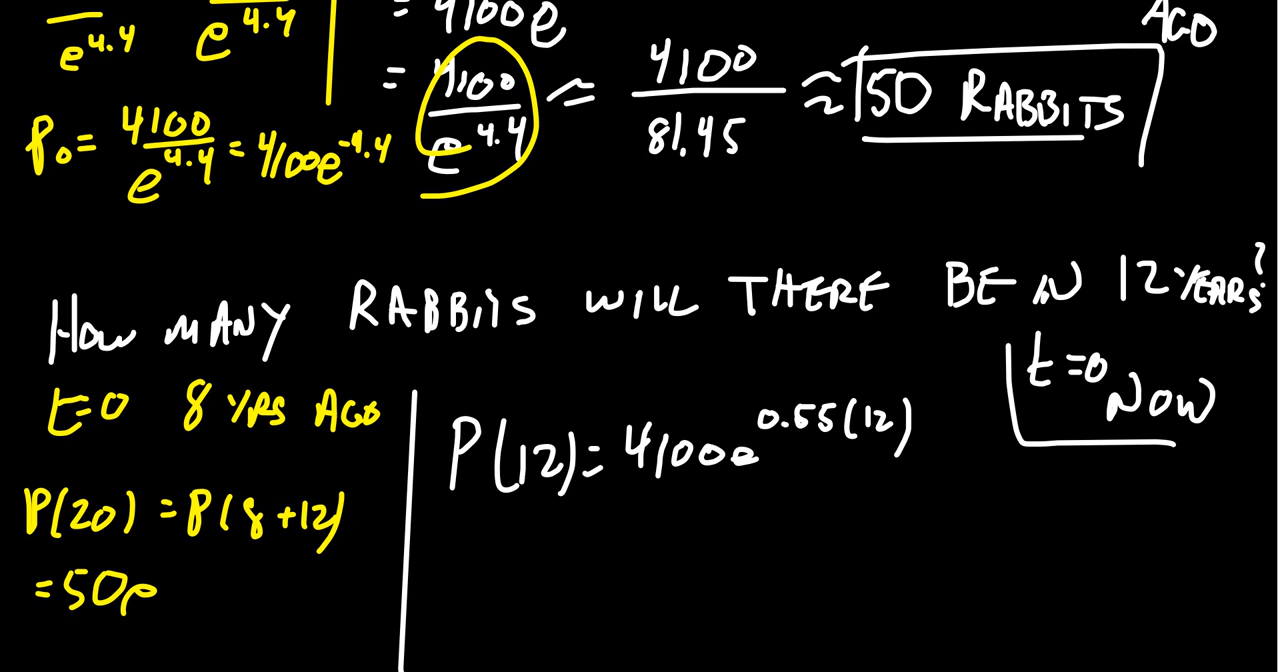 e^4.4 e^4.4
= 4100e
AGO
P0 = 4100/e^4.4 = 4100e^-4.4
= 4100/e^4.4 ≈ 4100/81.45 ≈ 50 RABBITS
HOW MANY RABBITS WILL THERE BE IN 12 YEARS?
t=0 NOW
t=0 8 YRS AGO
P(12) = 4100e^0.55(12)
P(20) = P(8+12)
= 50e